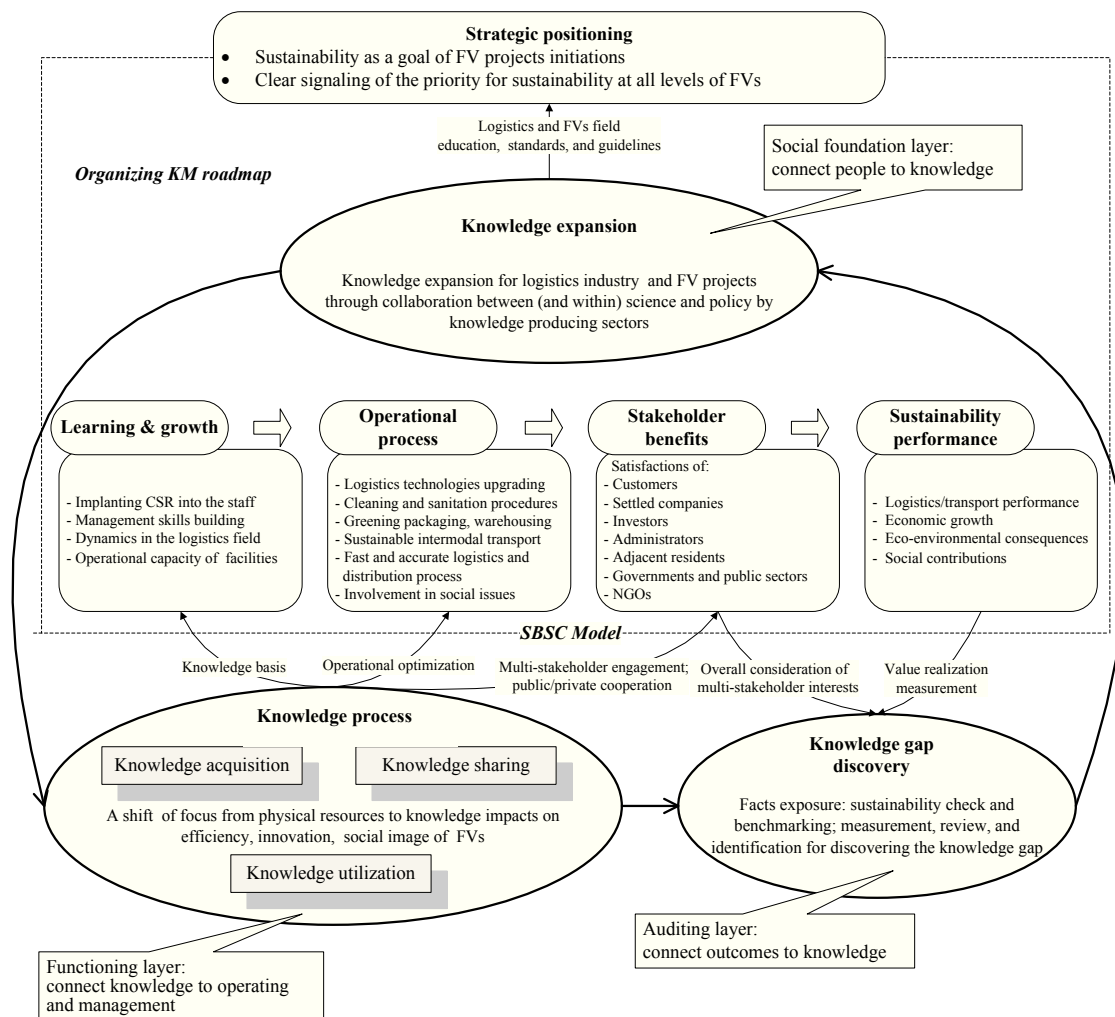 Strategic positioning
• Sustainability as a goal of FV projects initiations
• Clear signaling of the priority for sustainability at all levels of FVs
Logistics and FVs field
education, standards, and guidelines
Organizing KM roadmap
Social foundation layer:
connect people to knowledge
Knowledge expansion
Knowledge expansion for logistics industry and FV projects
through collaboration between (and within) science and policy by
knowledge producing sectors
Learning & growth
- Implanting CSR into the staff
- Management skills building
- Dynamics in the logistics field
- Operational capacity of facilities
Operational
process
- Logistics technologies upgrading
- Cleaning and sanitation procedures
- Greening packaging, warehousing
- Sustainable intermodal transport
- Fast and accurate logistics and
distribution process
- Involvement in social issues
Stakeholder
benefits
Satisfactions of:
- Customers
- Settled companies
- Investors
- Administrators
- Adjacent residents
- Governments and public sectors
- NGOs
Sustainability
performance
- Logistics/transport performance
- Economic growth
- Eco-environmental consequences
- Social contributions
SBSC Model
Knowledge basis
Operational optimization
Multi-stakeholder engagement;
public/private cooperation
Overall consideration of
multi-stakeholder interests
Value realization
measurement
Knowledge process
Knowledge acquisition
Knowledge sharing
A shift of focus from physical resources to knowledge impacts on
efficiency, innovation, social image of FVs
Knowledge utilization
Knowledge gap
discovery
Facts exposure: sustainability check and
benchmarking; measurement, review, and
identification for discovering the knowledge gap
Functioning layer:
connect knowledge to operating
and management
Auditing layer:
connect outcomes to knowledge